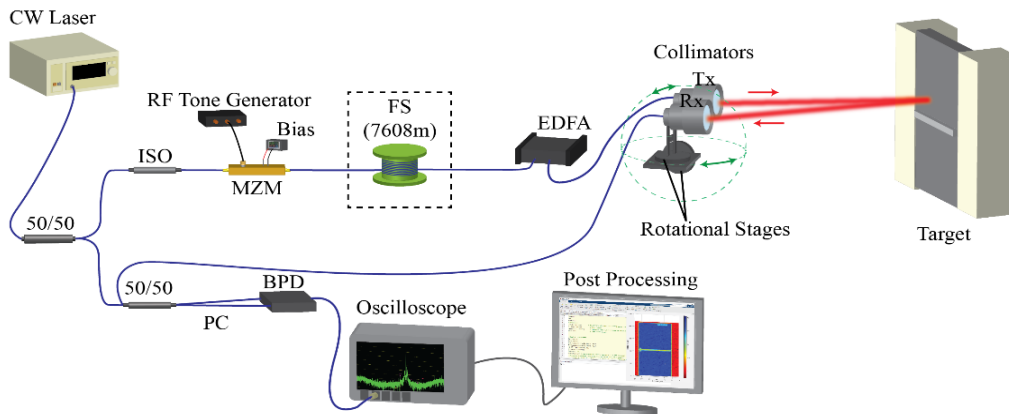 CW Laser
Collimators
Tx
Rx
RF Tone Generator
Bias
FS
(7608m)
EDFA
ISO
MZM
50/50
Rotational Stages
Target
50/50
BPD
PC
Oscilloscope
Post Processing